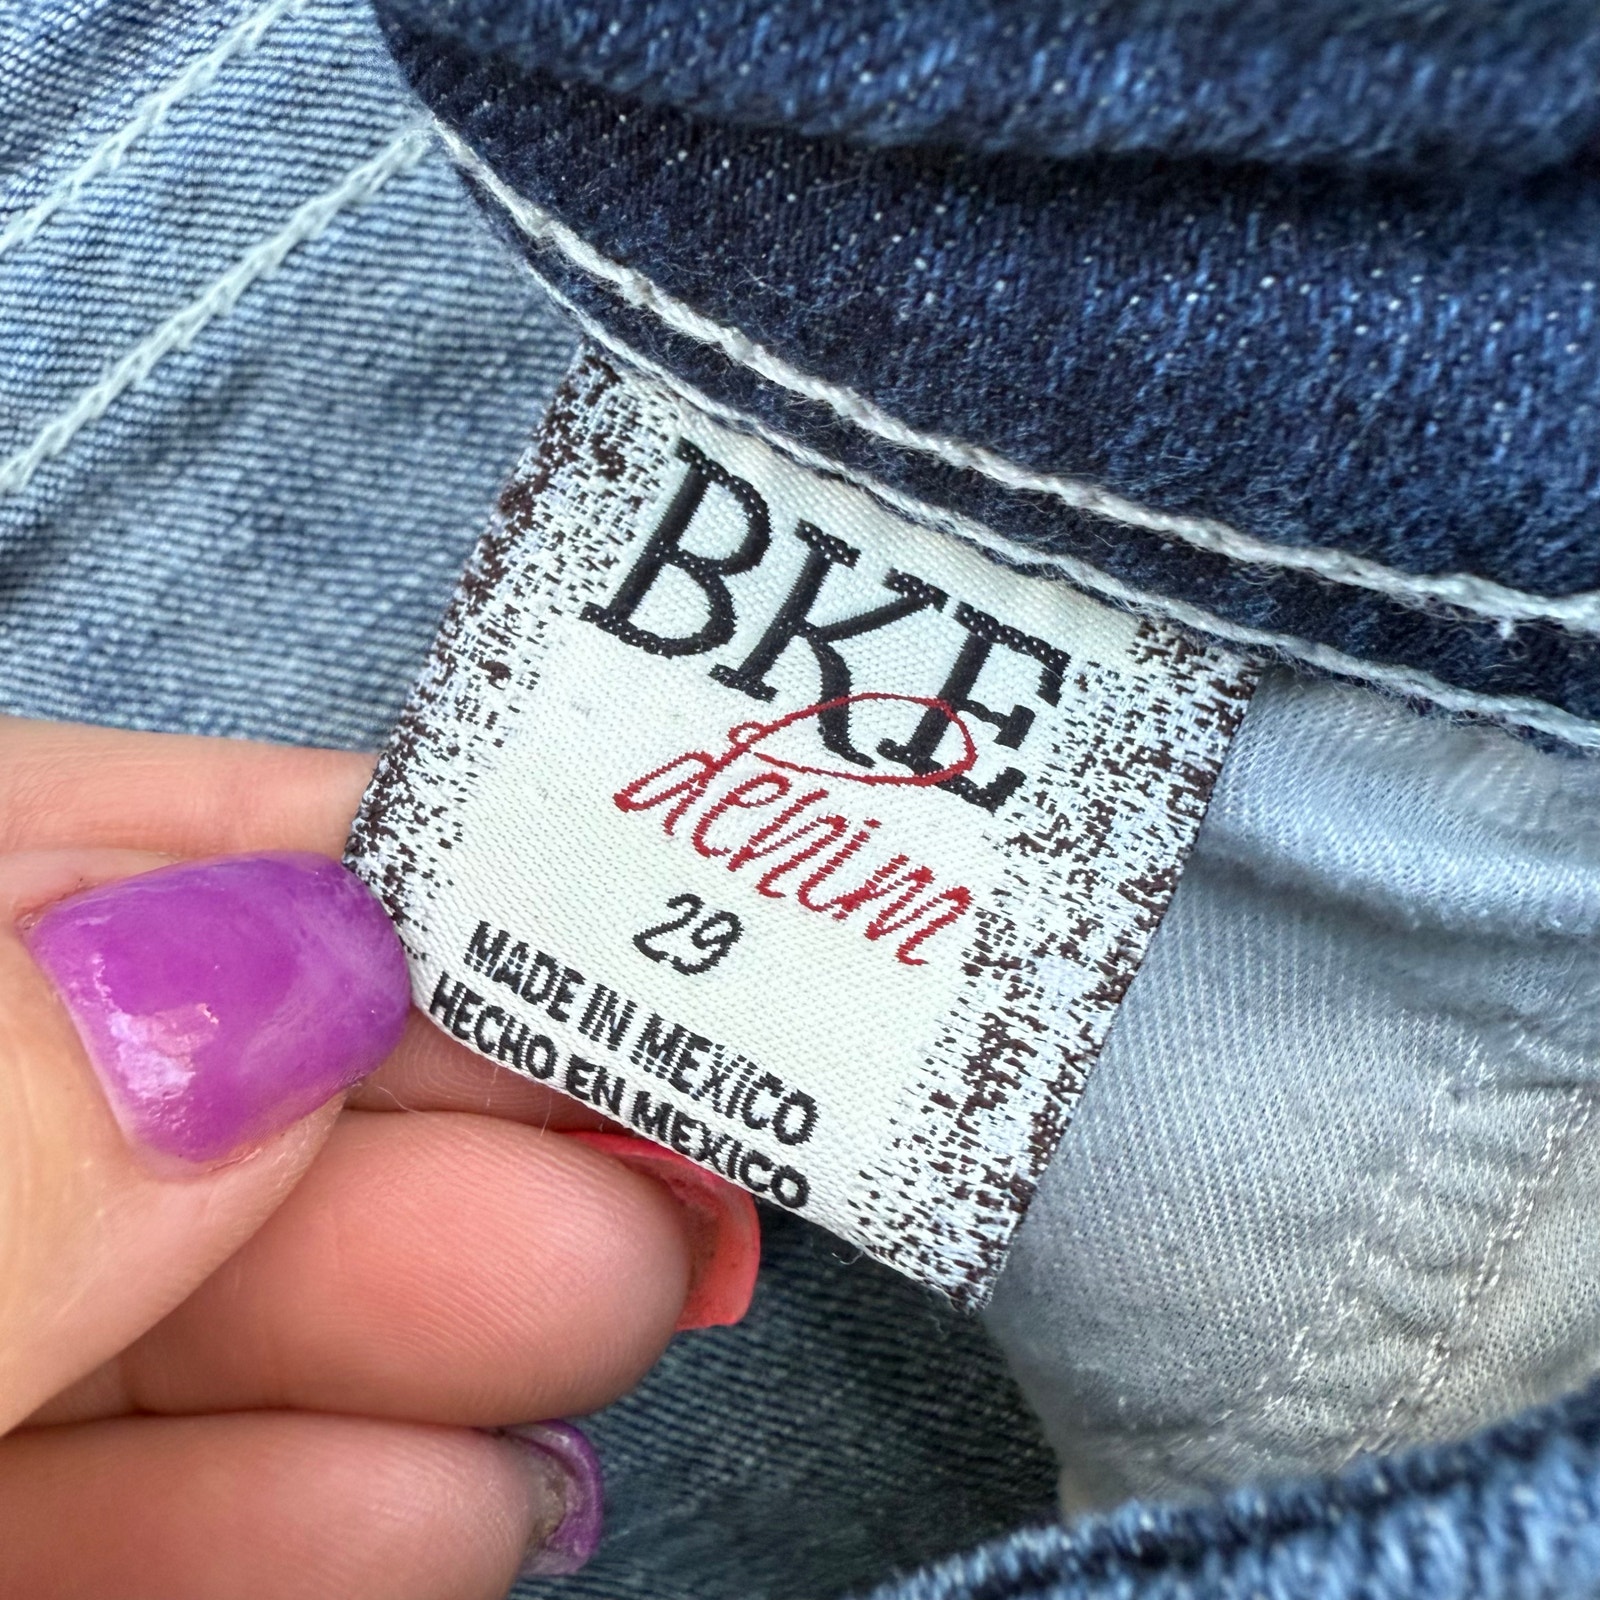 BKE
denim
29
MADE IN MEXICO
HECHO EN MEXICO